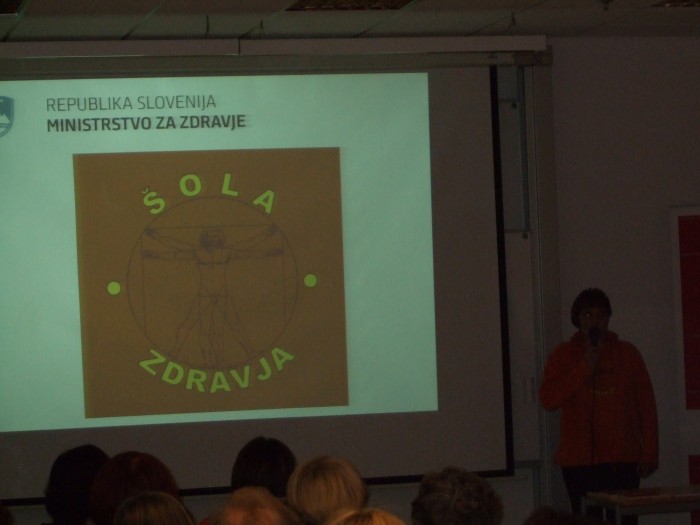 REPUBLIKA SLOVENIJA
MINISTRSTVO ZA ZDRAVJE
ŠOLA
ZDRAVJA